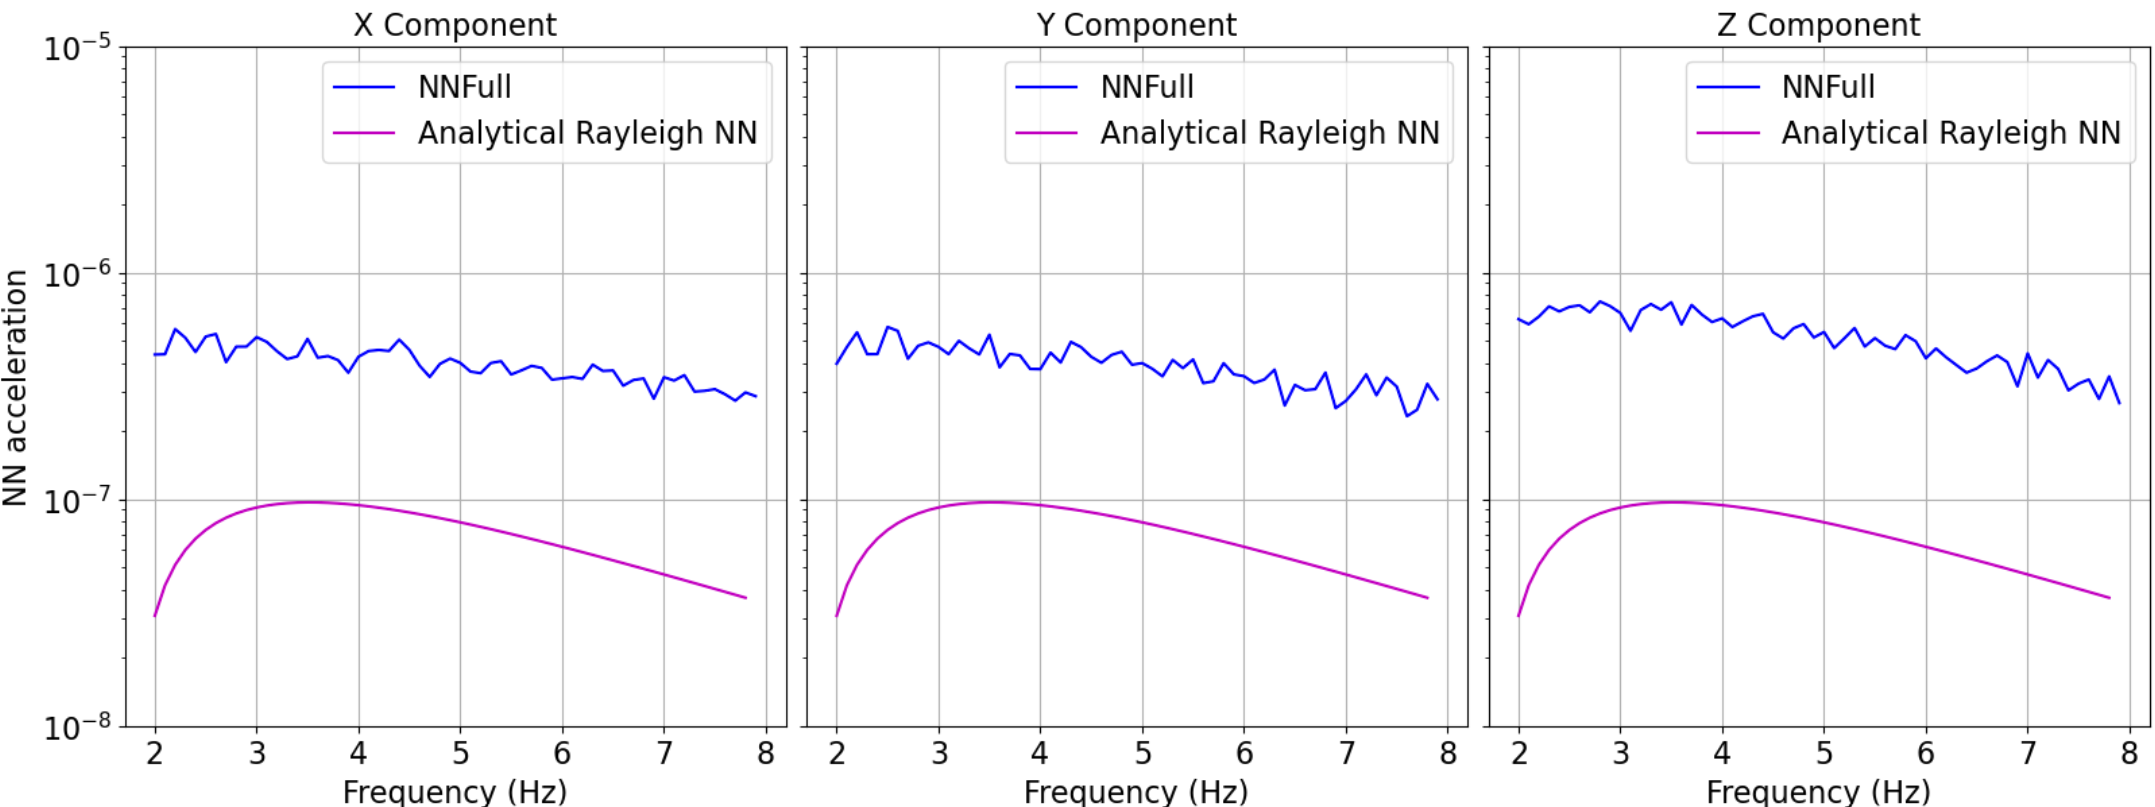 X Component
Y Component
Z Component
NN acceleration
10⁻⁵
10⁻⁶
10⁻⁷
10⁻⁸
NNFull
Analytical Rayleigh NN
2 3 4 5 6 7 8
Frequency (Hz)
NNFull
Analytical Rayleigh NN
2 3 4 5 6 7 8
Frequency (Hz)
NNFull
Analytical Rayleigh NN
2 3 4 5 6 7 8
Frequency (Hz)